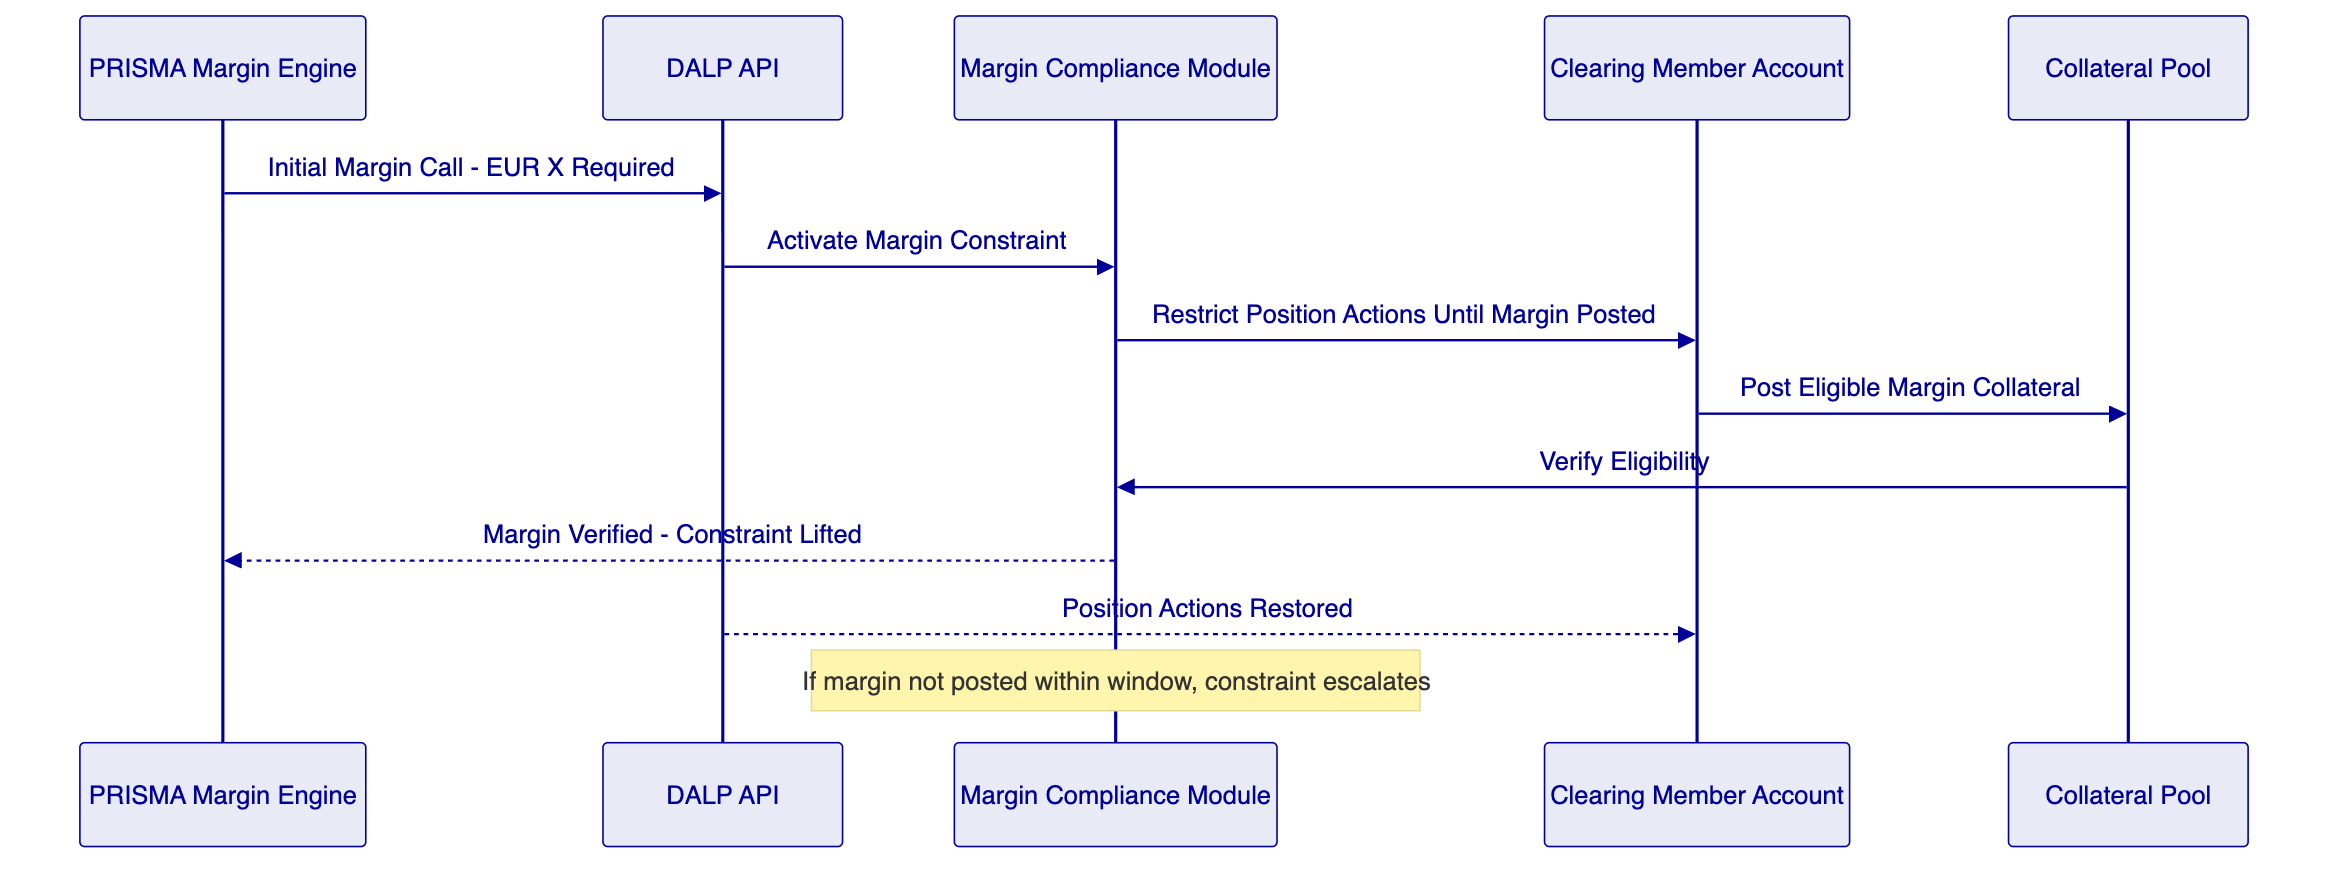 PRISMA Margin Engine
DALP API
Margin Compliance Module
Clearing Member Account
Collateral Pool
Initial Margin Call - EUR X Required
Activate Margin Constraint
Restrict Position Actions Until Margin Posted
Post Eligible Margin Collateral
Verify Eligibility
Margin Verified - Constraint Lifted
Position Actions Restored
If margin not posted within window, constraint escalates
PRISMA Margin Engine
DALP API
Margin Compliance Module
Clearing Member Account
Collateral Pool